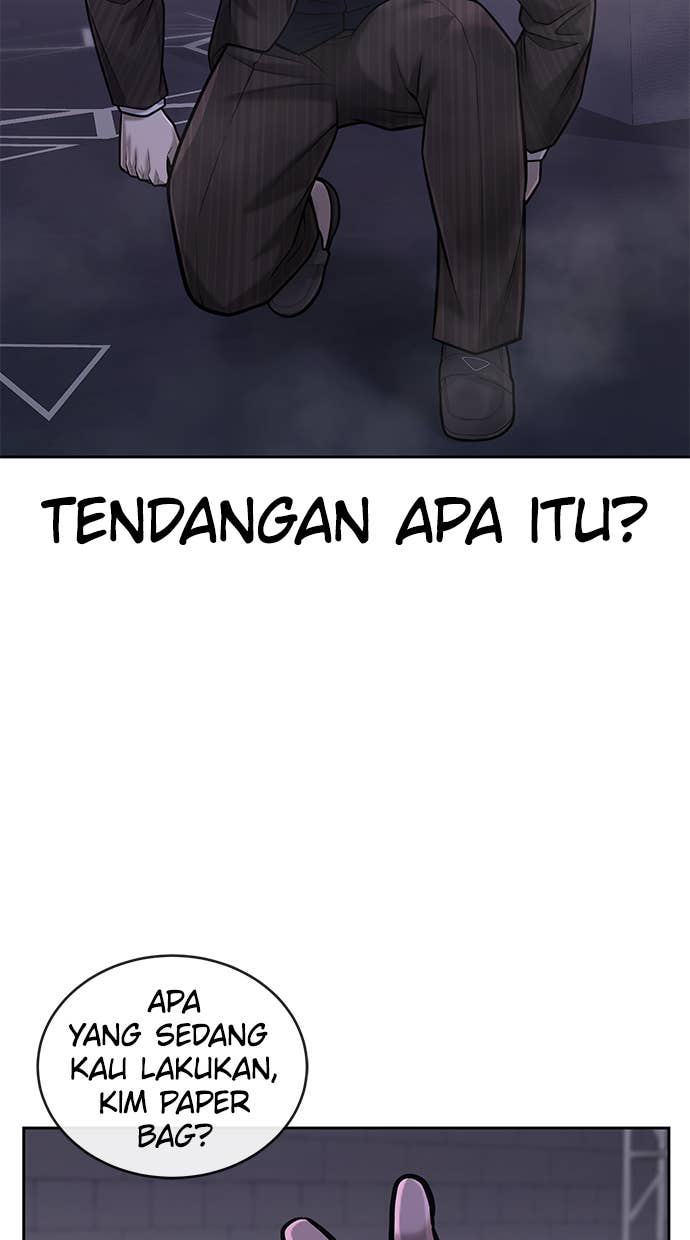 TENDANGAN APA ITU?
APA
YANG SEDANG
KAU LAKUKAN,
KIM PAPER
BAG?